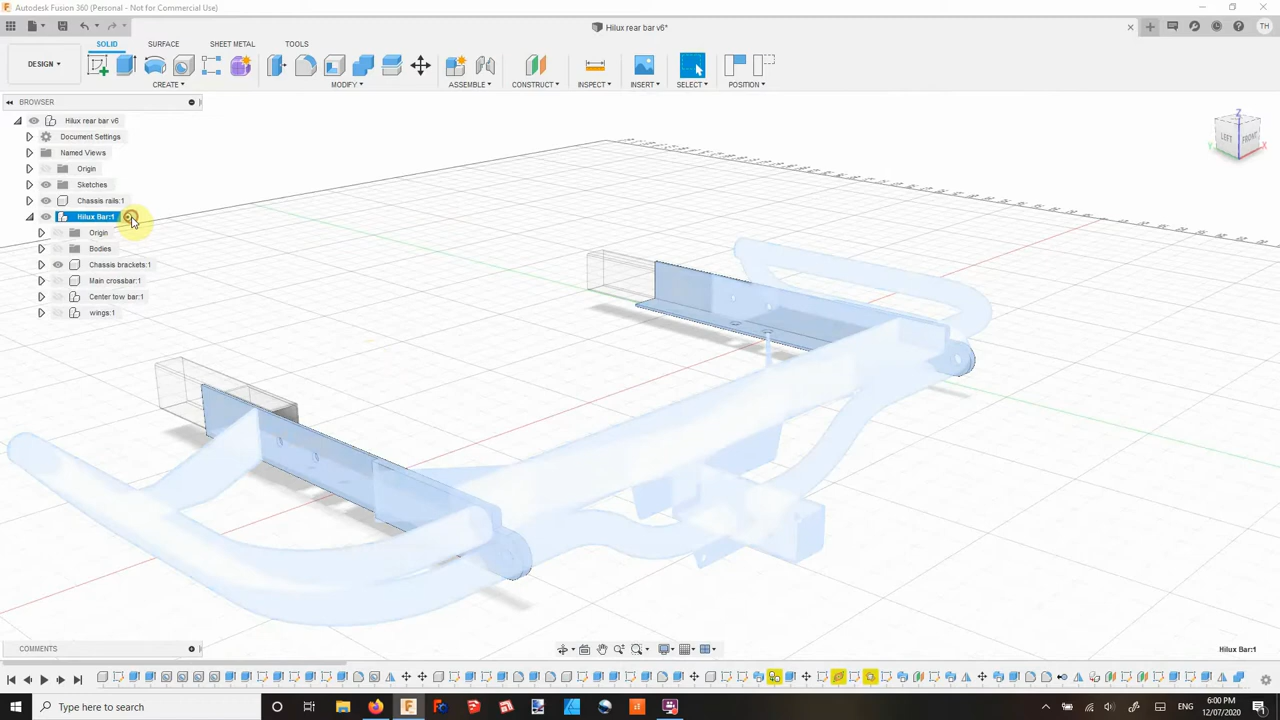 Autodesk Fusion 360 (Personal - Not for Commercial Use)
Hilux rear bar v6*
TH
DESIGN
SOLID
SURFACE
SHEET METAL
TOOLS
CREATE
MODIFY
ASSEMBLE
CONSTRUCT
INSPECT
INSERT
SELECT
POSITION
BROWSER
Hilux rear bar v6
Document Settings
Named Views
Origin
Sketches
Chassis rails:1
Hilux Bar:1
Origin
Bodies
Chassis brackets:1
Main crossbar:1
Center tow bar:1
wings:1
Z
LEFT
FRONT
Y
X
COMMENTS
Hilux Bar:1
Type here to search
ENG
6:00 PM
12/07/2020